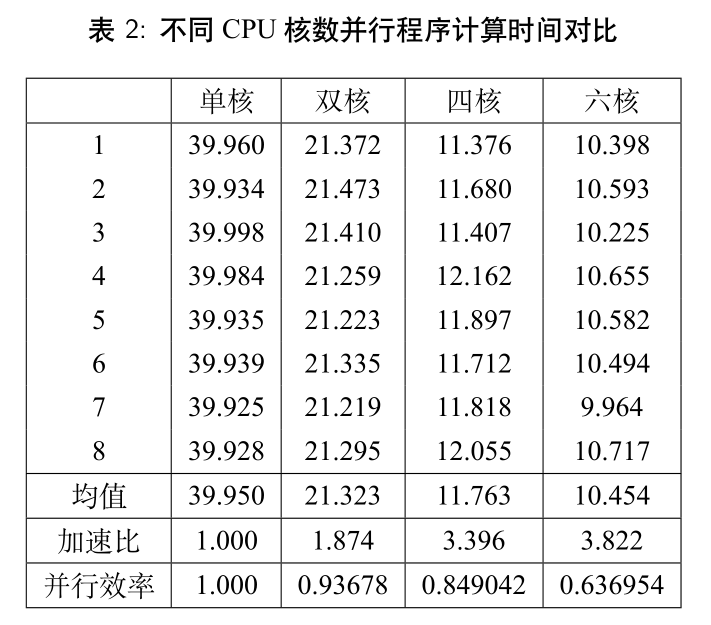 表 2: 不同 CPU 核数并行程序计算时间对比
单核 双核 四核 六核
1 39.960 21.372 11.376 10.398
2 39.934 21.473 11.680 10.593
3 39.998 21.410 11.407 10.225
4 39.984 21.259 12.162 10.655
5 39.935 21.223 11.897 10.582
6 39.939 21.335 11.712 10.494
7 39.925 21.219 11.818 9.964
8 39.928 21.295 12.055 10.717
均值 39.950 21.323 11.763 10.454
加速比 1.000 1.874 3.396 3.822
并行效率 1.000 0.93678 0.849042 0.636954